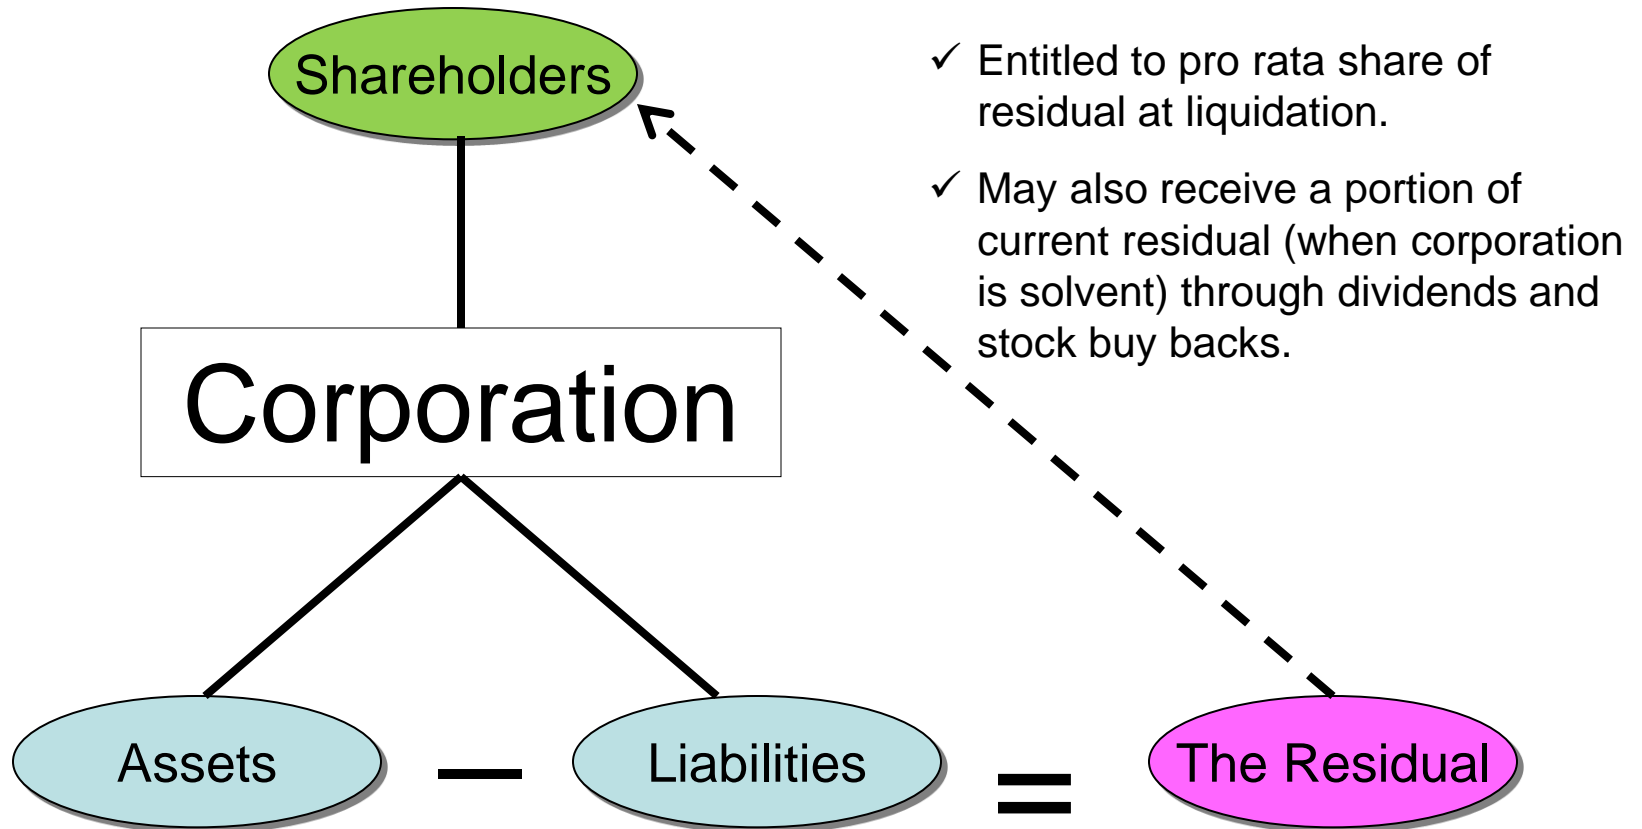 Shareholders
✓ Entitled to pro rata share of
residual at liquidation.
✓ May also receive a portion of
current residual (when corporation
is solvent) through dividends and
stock buy backs.
Corporation
Assets — Liabilities = The Residual